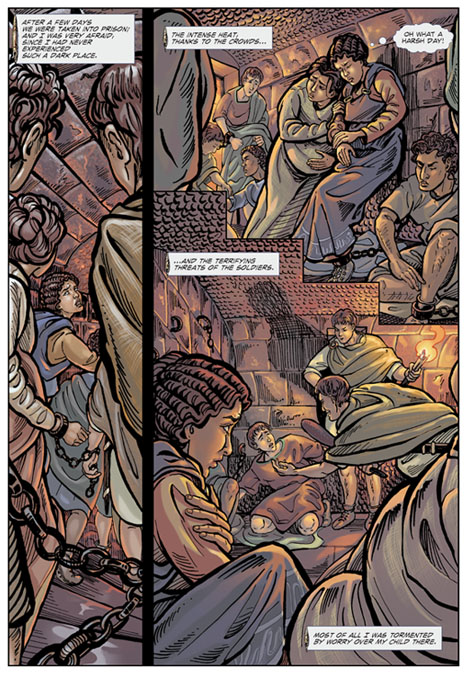 AFTER A FEW DAYS
WE WERE TAKEN INTO PRISON;
AND I WAS VERY AFRAID,
SINCE I HAD NEVER
EXPERIENCED
SUCH A DARK PLACE.
THE INTENSE HEAT,
THANKS TO THE CROWDS...
OH WHAT A
HARSH DAY!
...AND THE TERRIFYING
THREATS OF THE SOLDIERS.
MOST OF ALL I WAS TORMENTED
BY WORRY OVER MY CHILD THERE.